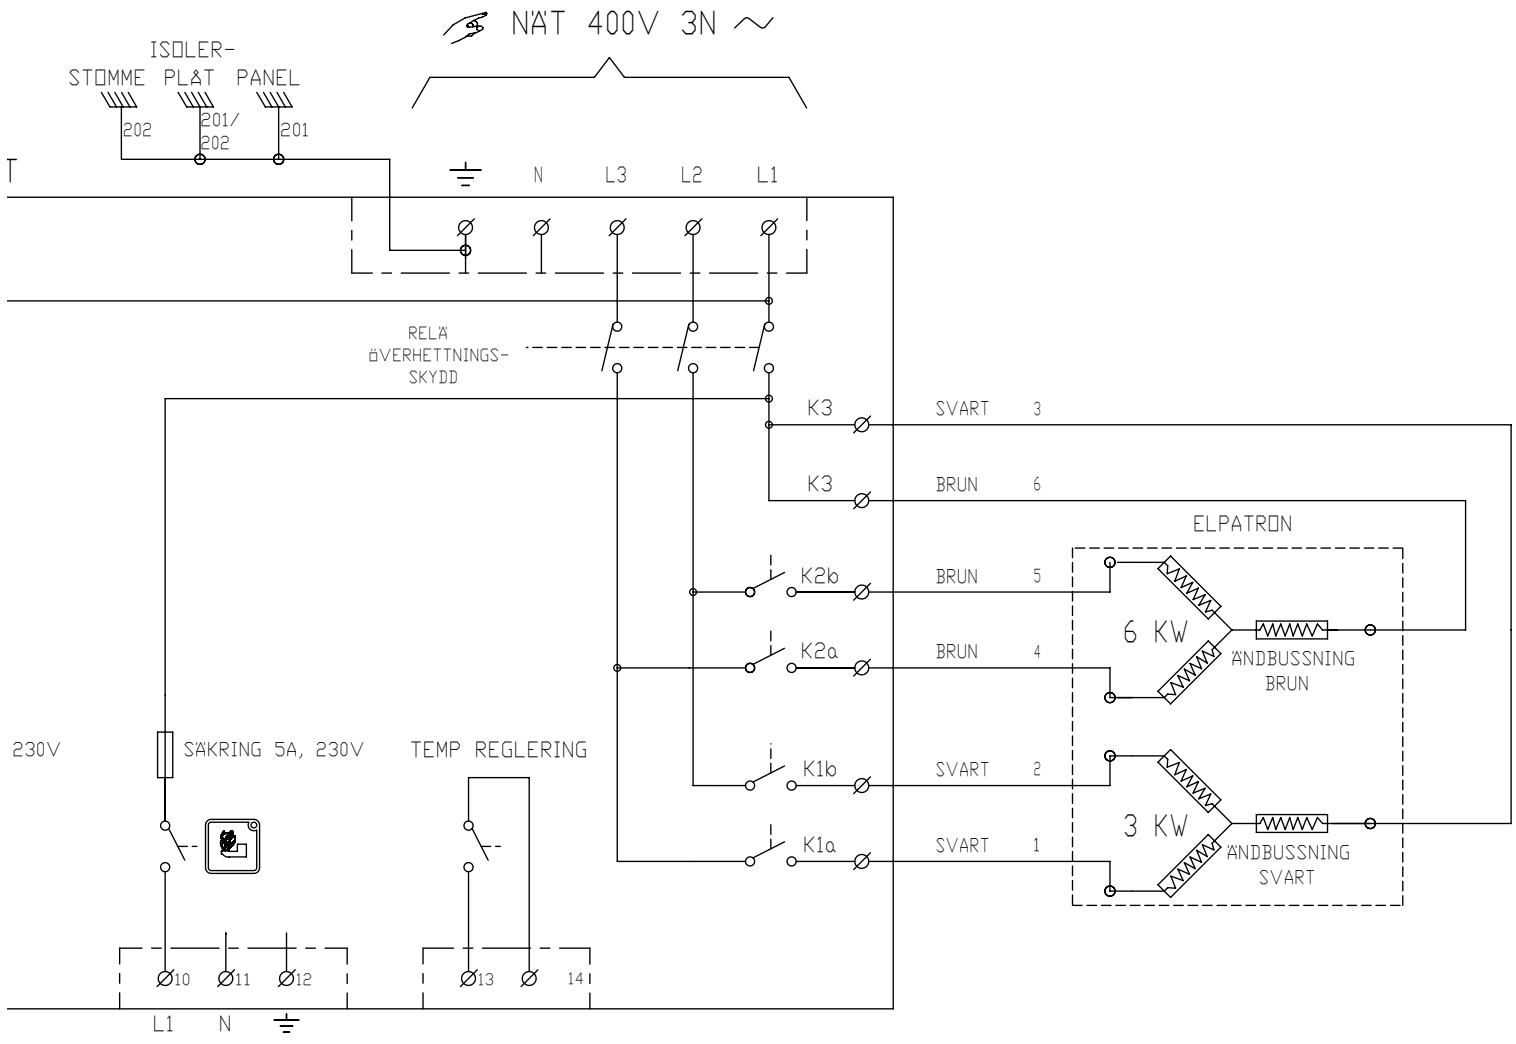 NÄT 400V 3N
ISOLER-
STOMME PLÅT PANEL
202
201/
202
201
T
N L3 L2 L1
RELÄ
ÖVERHETTNINGS-
SKYDD
K3 SVART 3
K3 BRUN 6
ELPATRON
K2b BRUN 5
6 KW
K2a BRUN 4
ÄNDBUSSNING
BRUN
230V
SÄKRING 5A, 230V
TEMP REGLERING
K1b SVART 2
3 KW
K1a SVART 1
ÄNDBUSSNING
SVART
10 11 12 13 14
L1 N